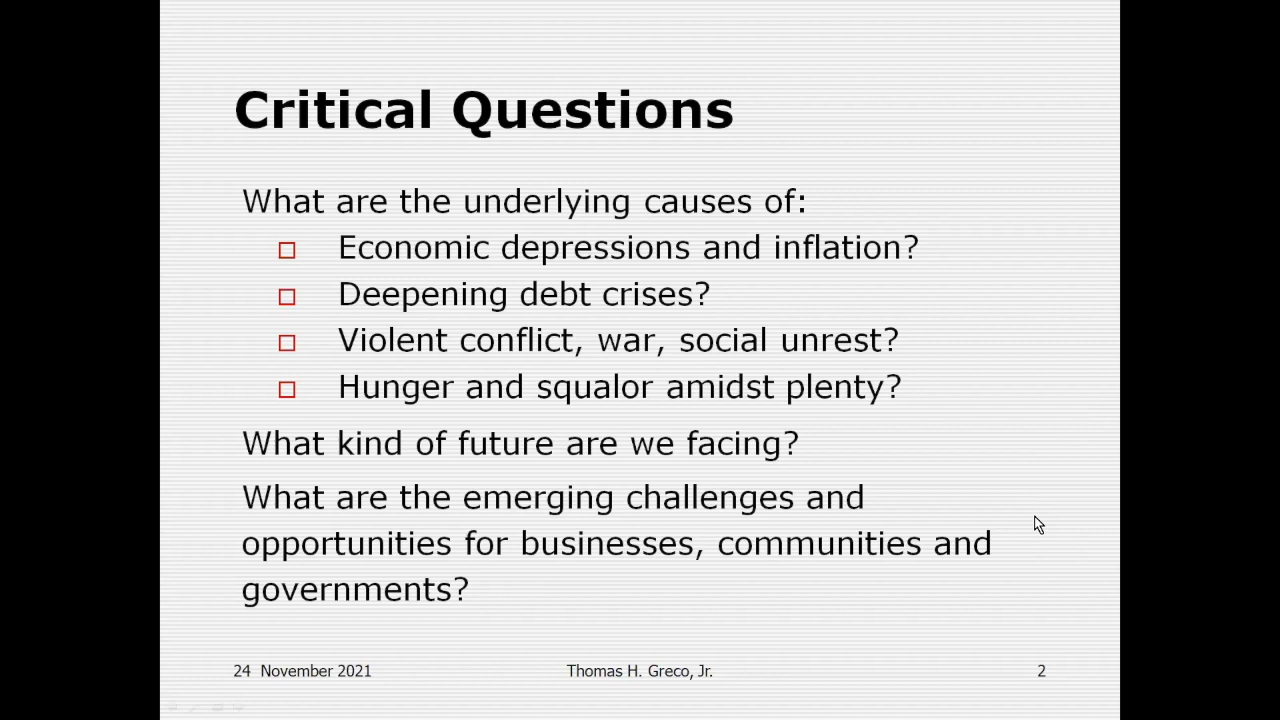 Critical Questions
What are the underlying causes of:
Economic depressions and inflation?
Deepening debt crises?
Violent conflict, war, social unrest?
Hunger and squalor amidst plenty?
What kind of future are we facing?
What are the emerging challenges and
opportunities for businesses, communities and
governments?
24 November 2021 Thomas H. Greco, Jr. 2